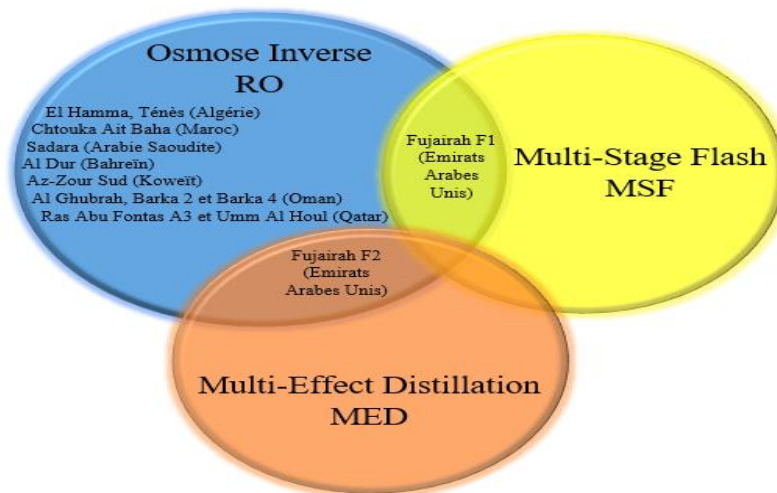 Osmose Inverse
RO
El Hamma, Ténès (Algérie)
Chtouka Ait Baha (Maroc)
Sadara (Arabie Saoudite)
Al Dur (Bahreïn)
Az-Zour Sud (Koweït)
Al Ghubrah, Barka 2 et Barka 4 (Oman)
Ras Abu Fontas A3 et Umm Al Houl (Qatar)
Fujairah F1
(Emirats
Arabes
Unis)
Multi-Stage Flash
MSF
Fujairah F2
(Emirats
Arabes Unis)
Multi-Effect Distillation
MED